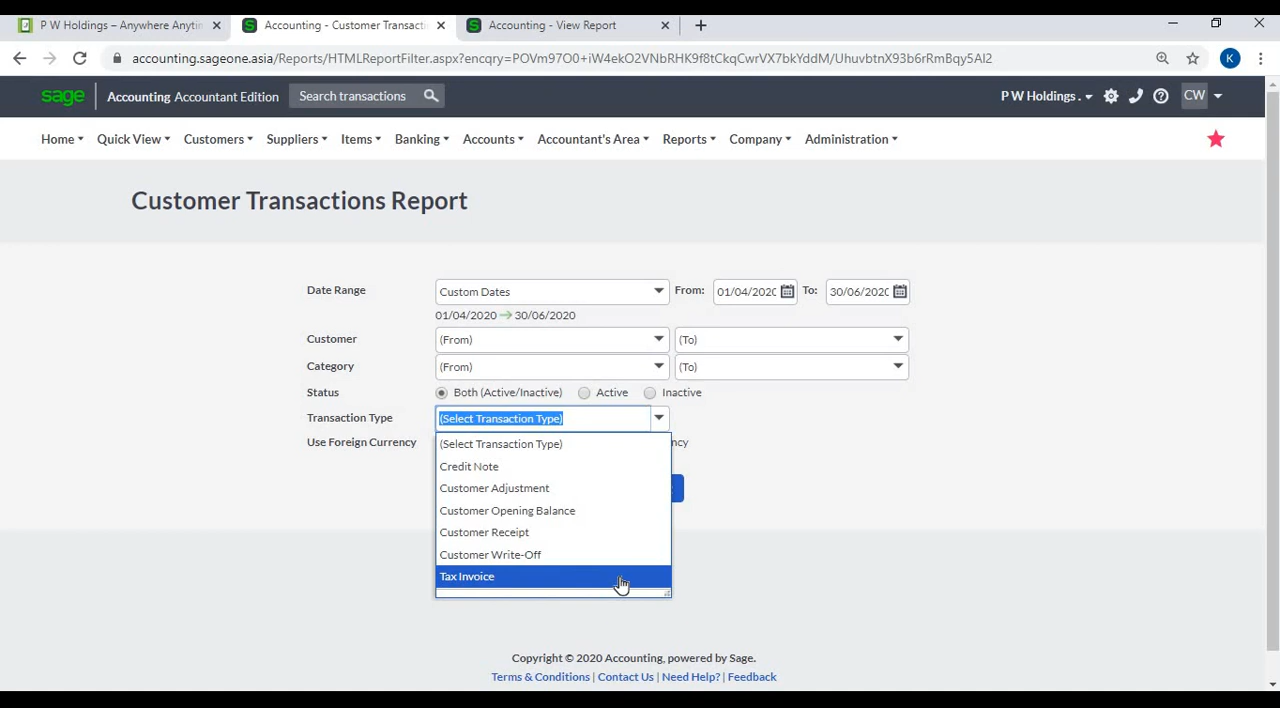 P W Holdings – Anywhere Anytin
Accounting - Customer Transacti
Accounting - View Report
accounting.sageone.asia/Reports/HTMLReportFilter.aspx?encqry=POVm97O0+iW4ekO2VNbRHK9f8tCkqCwrVX7bkYddM/UhuvbtnX93b6rRmBqy5Al2
K
sage
Accounting Accountant Edition
Search transactions
P W Holdings .
CW
Home Quick View Customers Suppliers Items Banking Accounts Accountant's Area Reports Company Administration
Customer Transactions Report
Date Range Custom Dates From: 01/04/2020 To: 30/06/2020
01/04/2020 30/06/2020
Customer (From) (To)
Category (From) (To)
Status Both (Active/Inactive) Active Inactive
Transaction Type (Select Transaction Type)
Use Foreign Currency ncy
(Select Transaction Type)
Credit Note
Customer Adjustment
Customer Opening Balance
Customer Receipt
Customer Write-Off
Tax Invoice
Copyright © 2020 Accounting, powered by Sage.
Terms & Conditions | Contact Us | Need Help? | Feedback